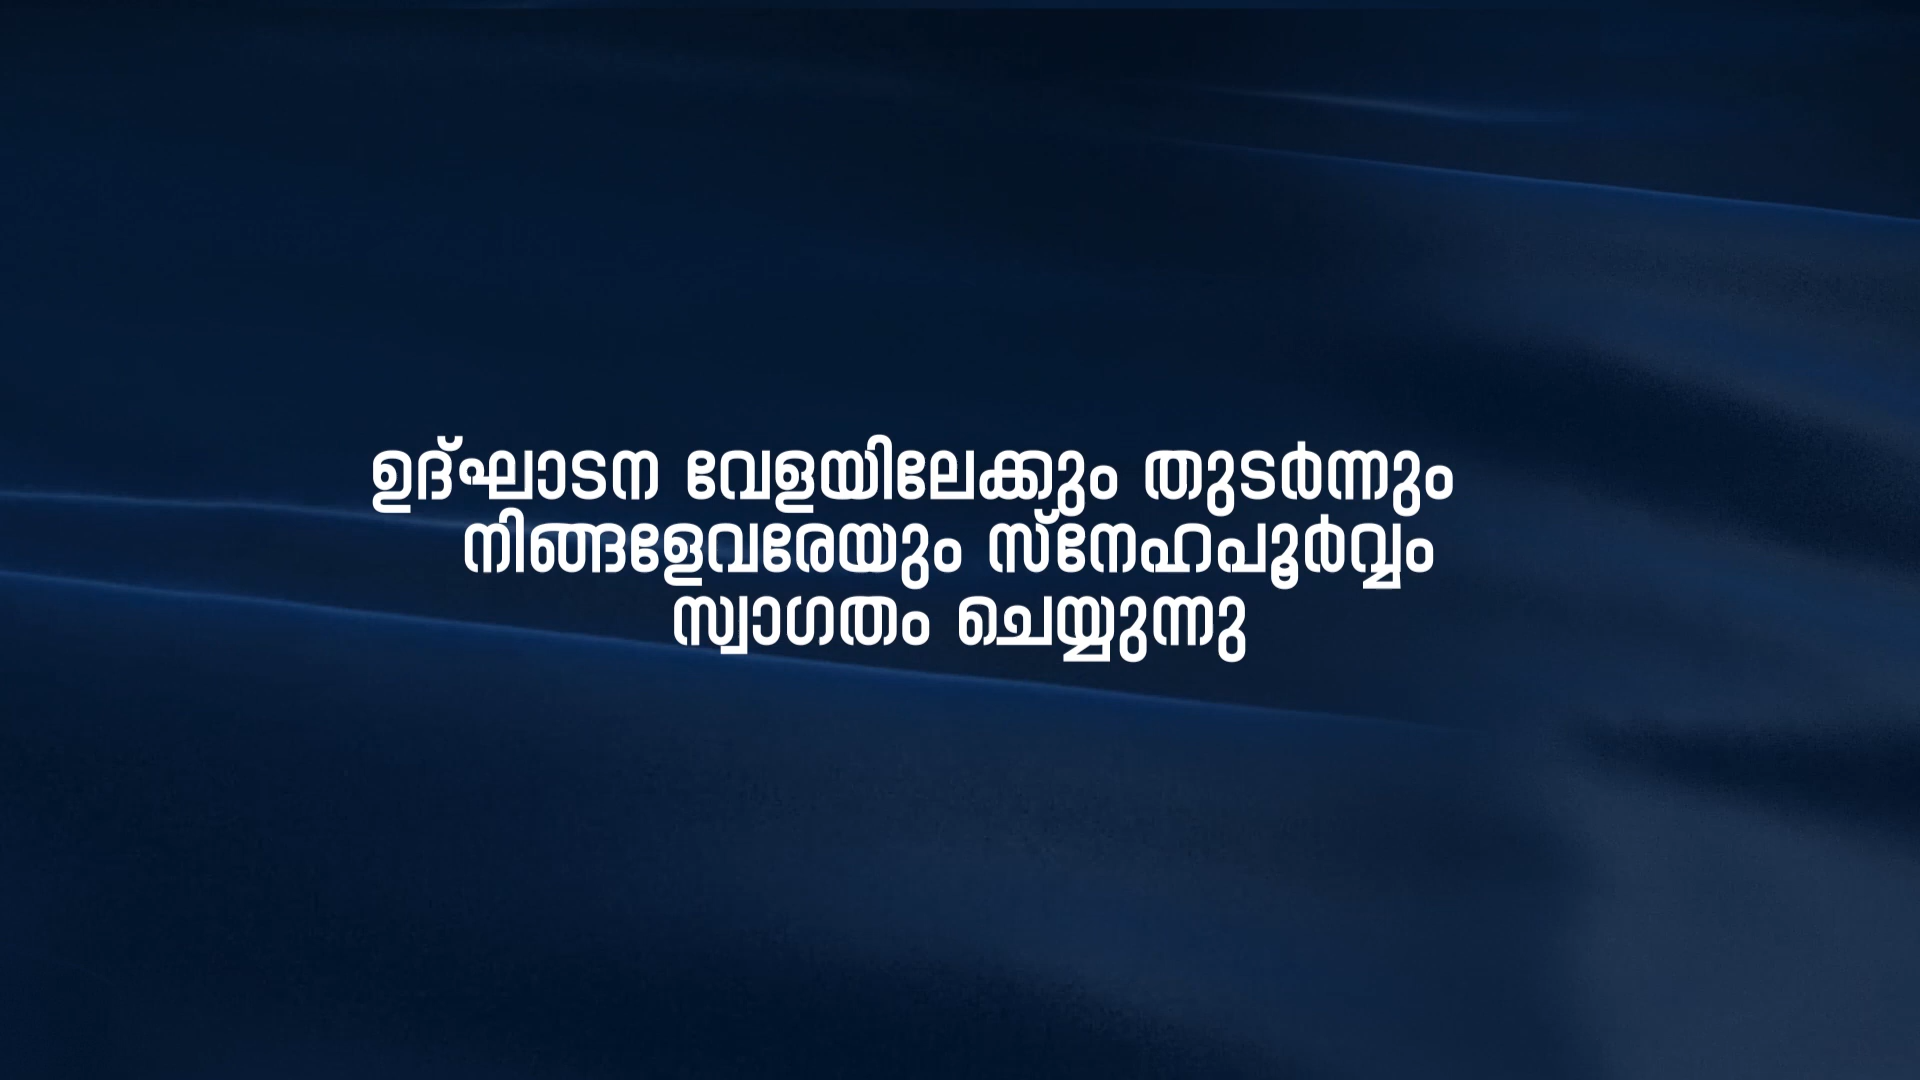 ഉദ്ഘാടന വേളയിലേക്കും തുടർന്നും
നിങ്ങളേവരേയും സ്നേഹപൂർവ്വം
സ്വാഗതം ചെയ്യുന്നു